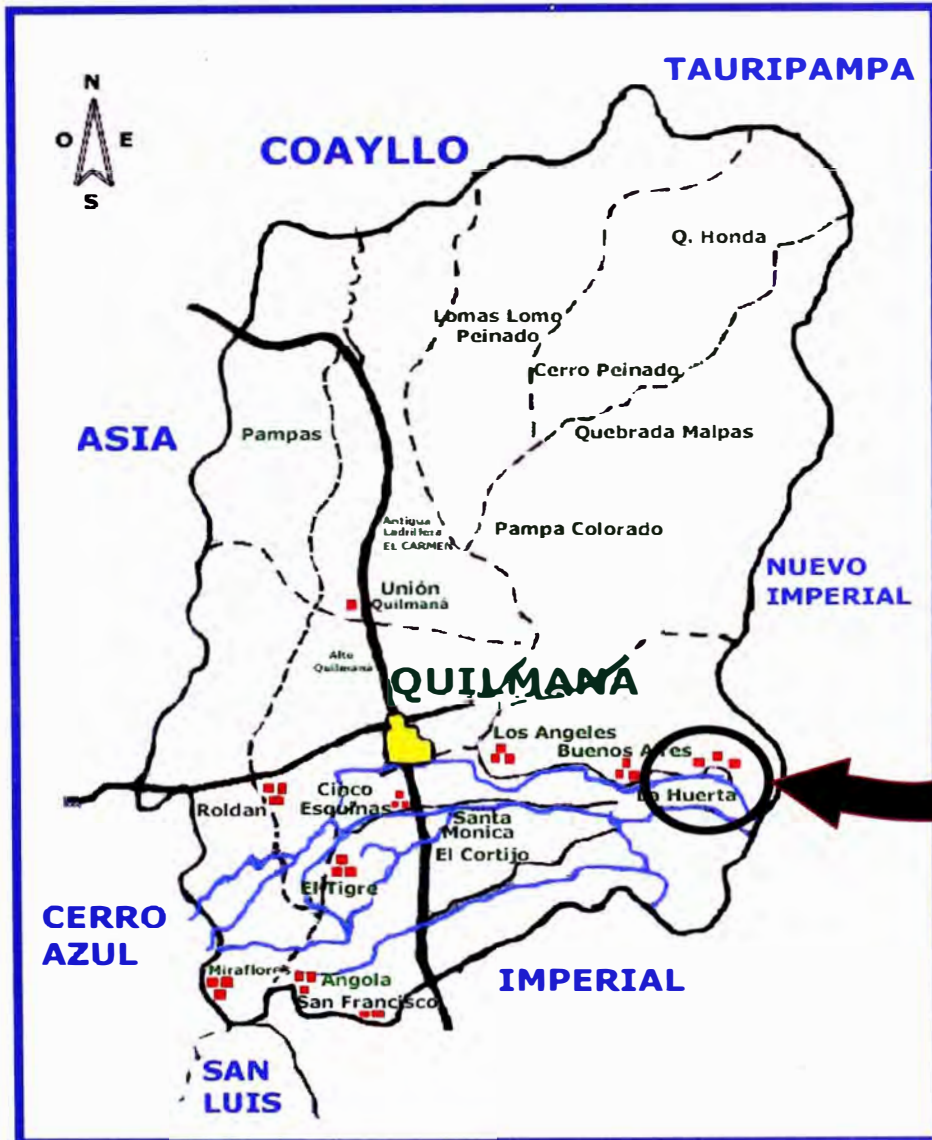 TAURIPAMPA
N
O E
S
COAYLLO
Q. Honda
Lomas Lomo
Peinado
Cerro Peinado
ASIA
Pampas
Quebrada Malpas
Antigua
Ladrillera
EL CARMEN
Pampa Colorado
NUEVO
IMPERIAL
Unión
Quilmaná
Alto
Quilmaná
QUILMANA
Los Angeles
Buenos Aires
La Huerta
Roldan
Cinco
Esquinas
Santa
Monica
El Cortijo
El Tigre
CERRO
AZUL
Miraflores
Angola
San Francisco
IMPERIAL
SAN
LUIS